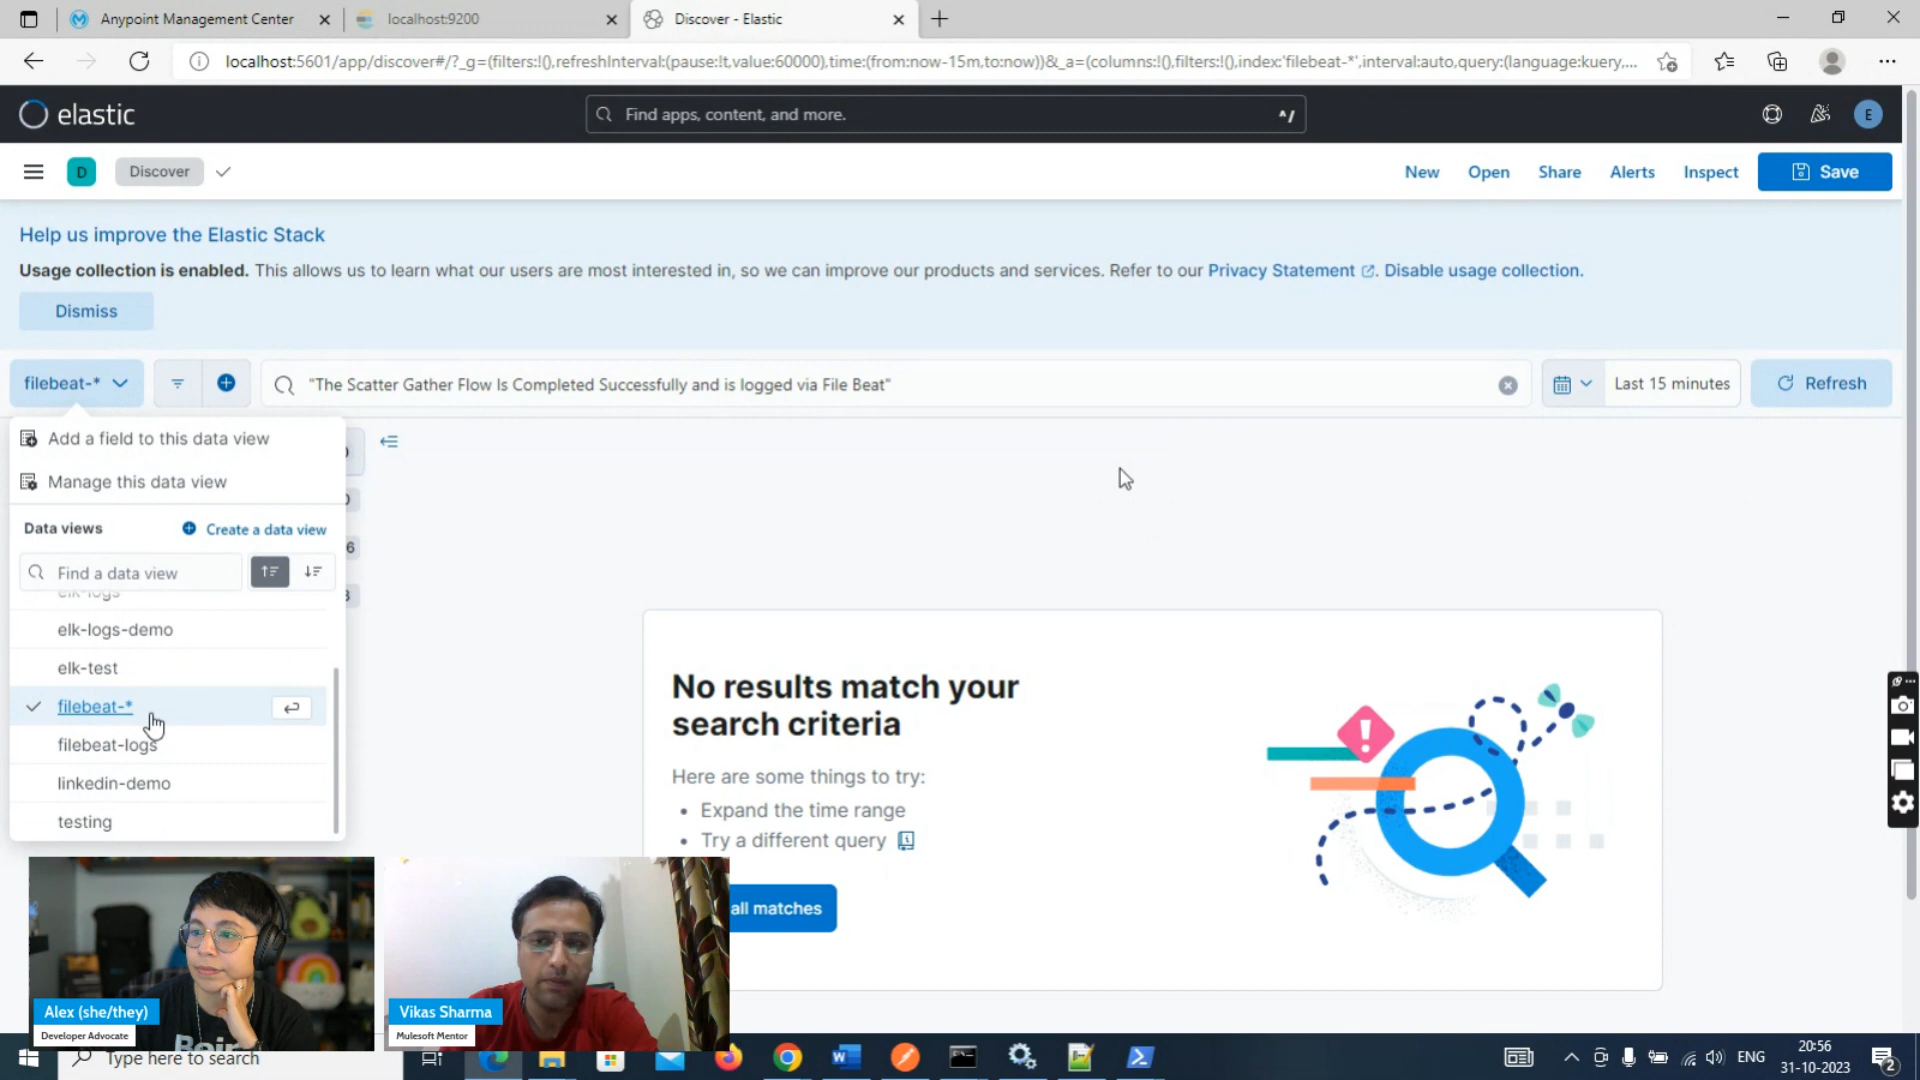 Anypoint Management Center
localhost:9200
Discover - Elastic
localhost:5601/app/discover#/?_g=(filters:!(),refreshInterval:(pause:!t,value:60000),time:(from:now-15m,to:now))&_a=(columns:!(),filters:!(),index:'filebeat-*',interval:auto,query:(language:kuery,...
elastic
Find apps, content, and more.
^/
E
D
Discover
New
Open
Share
Alerts
Inspect
Save
Help us improve the Elastic Stack
Usage collection is enabled. This allows us to learn what our users are most interested in, so we can improve our products and services. Refer to our Privacy Statement. Disable usage collection.
Dismiss
filebeat-*
"The Scatter Gather Flow Is Completed Successfully and is logged via File Beat"
Last 15 minutes
Refresh
Add a field to this data view
Manage this data view
Data views
Create a data view
Find a data view
elk-logs
elk-logs-demo
elk-test
filebeat-*
filebeat-logs
linkedin-demo
testing
No results match your
search criteria
Here are some things to try:
• Expand the time range
• Try a different query
all matches
Alex (she/they)
Developer Advocate
Vikas Sharma
Mulesoft Mentor
Type here to search
ENG
20:56
31-10-2023
2